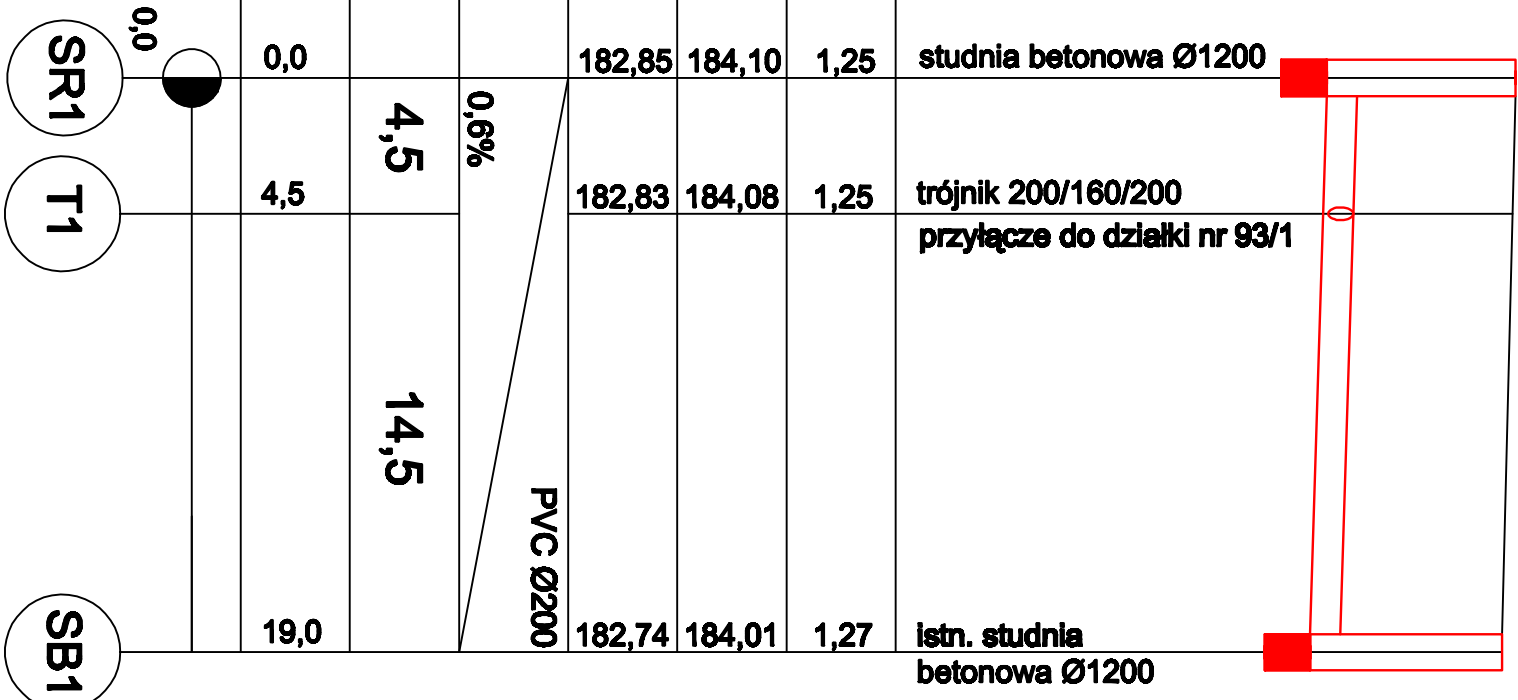 0,0
SR1
0,0
182,85
184,10
1,25
studnia betonowa Ø1200
4,5
0,6%
T1
4,5
182,83
184,08
1,25
trójnik 200/160/200
przyłącze do działki nr 93/1
14,5
PVC Ø200
SB1
19,0
182,74
184,01
1,27
istn. studnia
betonowa Ø1200